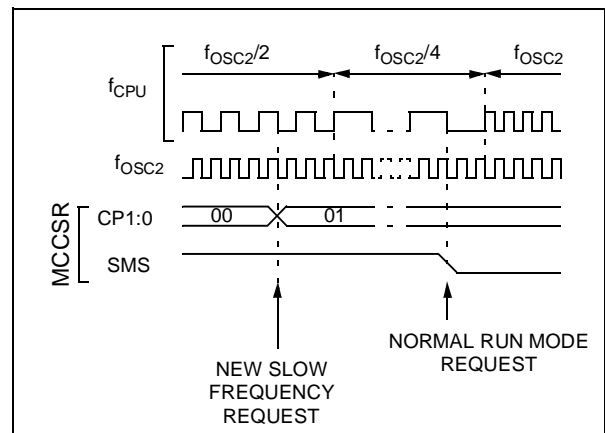 fOSC2/2 fOSC2/4 fOSC2
fCPU
fOSC2
MCCSR
CP1:0 00 01
SMS
NEW SLOW
FREQUENCY
REQUEST
NORMAL RUN MODE
REQUEST